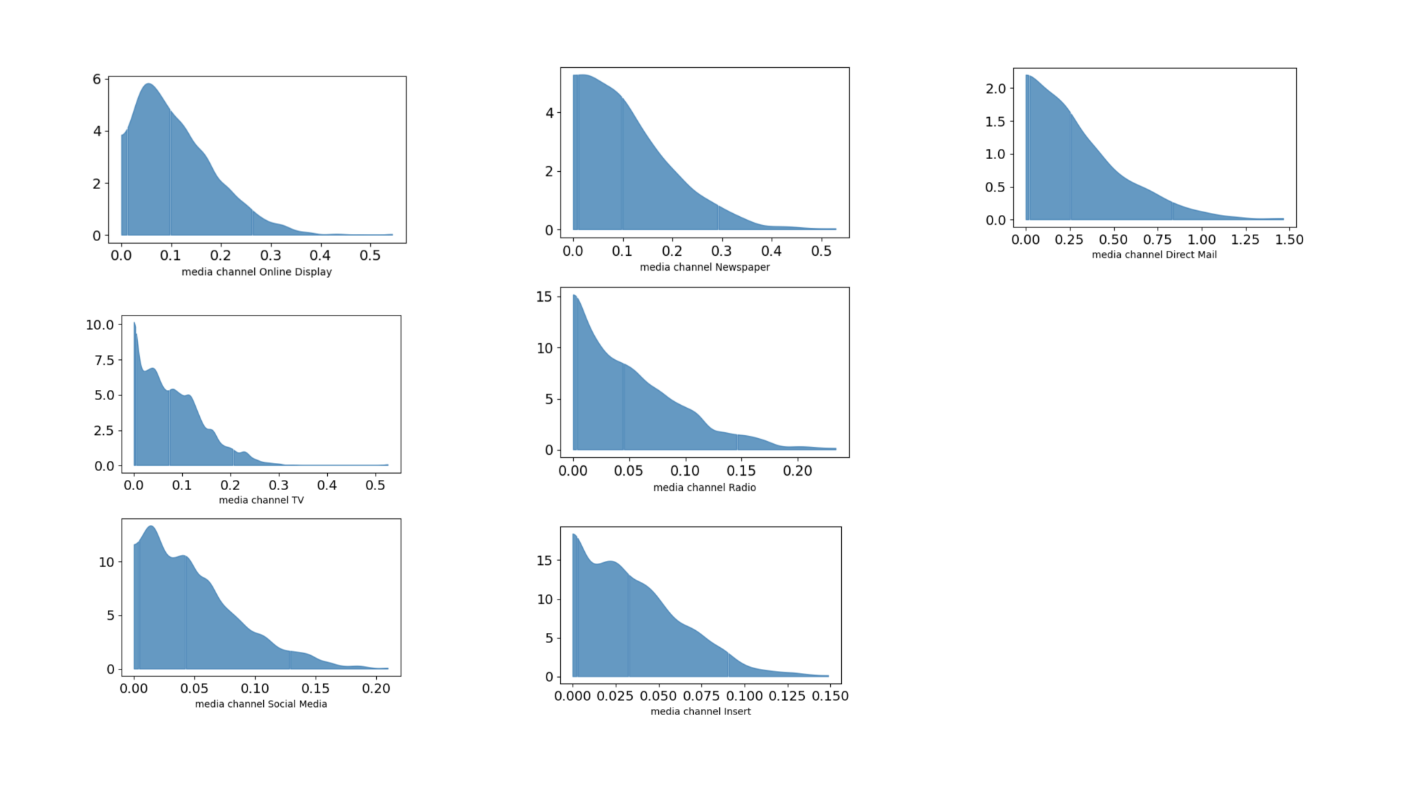 6
4
2
0
0.0 0.1 0.2 0.3 0.4 0.5
media channel Online Display
4
2
0
0.0 0.1 0.2 0.3 0.4 0.5
media channel Newspaper
2.0
1.5
1.0
0.5
0.0
0.00 0.25 0.50 0.75 1.00 1.25 1.50
media channel Direct Mail
10.0
7.5
5.0
2.5
0.0
0.0 0.1 0.2 0.3 0.4 0.5
media channel TV
15
10
5
0
0.00 0.05 0.10 0.15 0.20
media channel Radio
10
5
0
0.00 0.05 0.10 0.15 0.20
media channel Social Media
15
10
5
0
0.000 0.025 0.050 0.075 0.100 0.125 0.150
media channel Insert